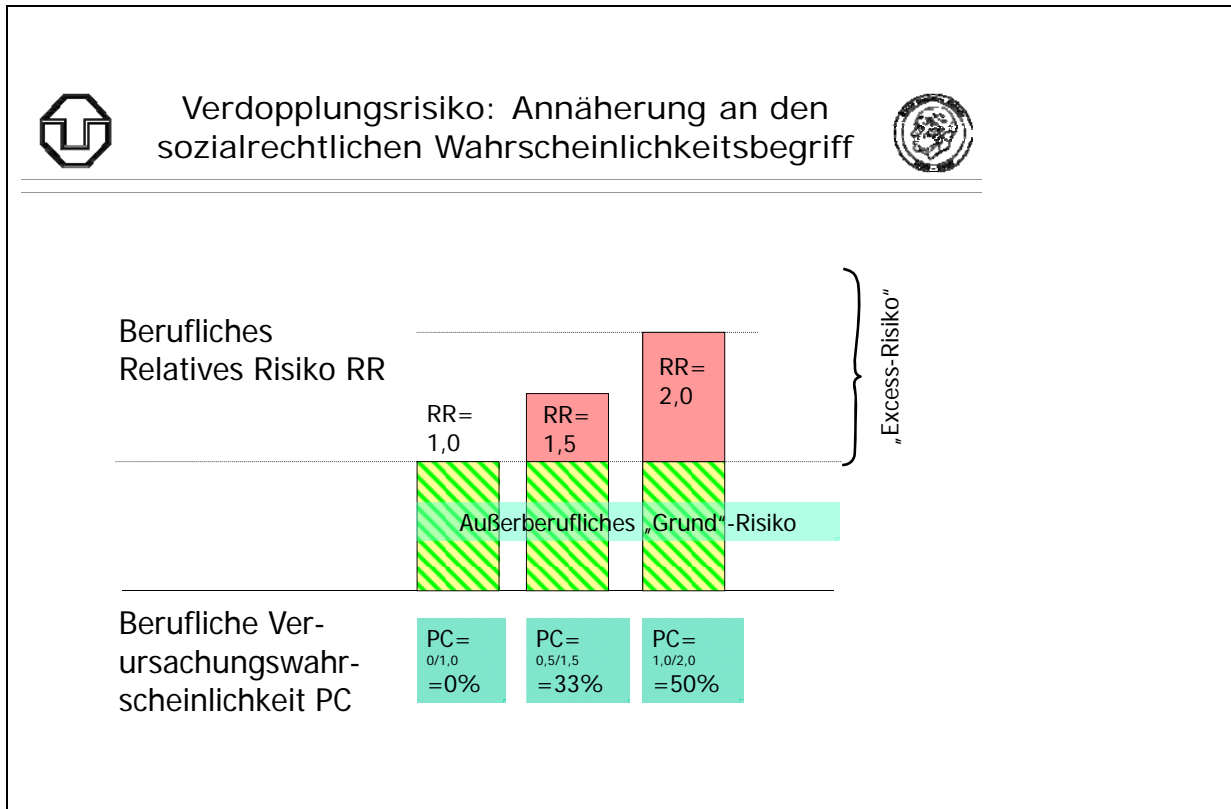 Verdopplungsrisiko: Annäherung an den
sozialrechtlichen Wahrscheinlichkeitsbegriff
Berufliches
Relatives Risiko RR
RR=
1,0
RR=
1,5
RR=
2,0
„Excess-Risiko“
Außerberufliches „Grund“-Risiko
Berufliche Ver-
ursachungswahr-
scheinlichkeit PC
PC=
0/1,0
=0%
PC=
0,5/1,5
=33%
PC=
1,0/2,0
=50%